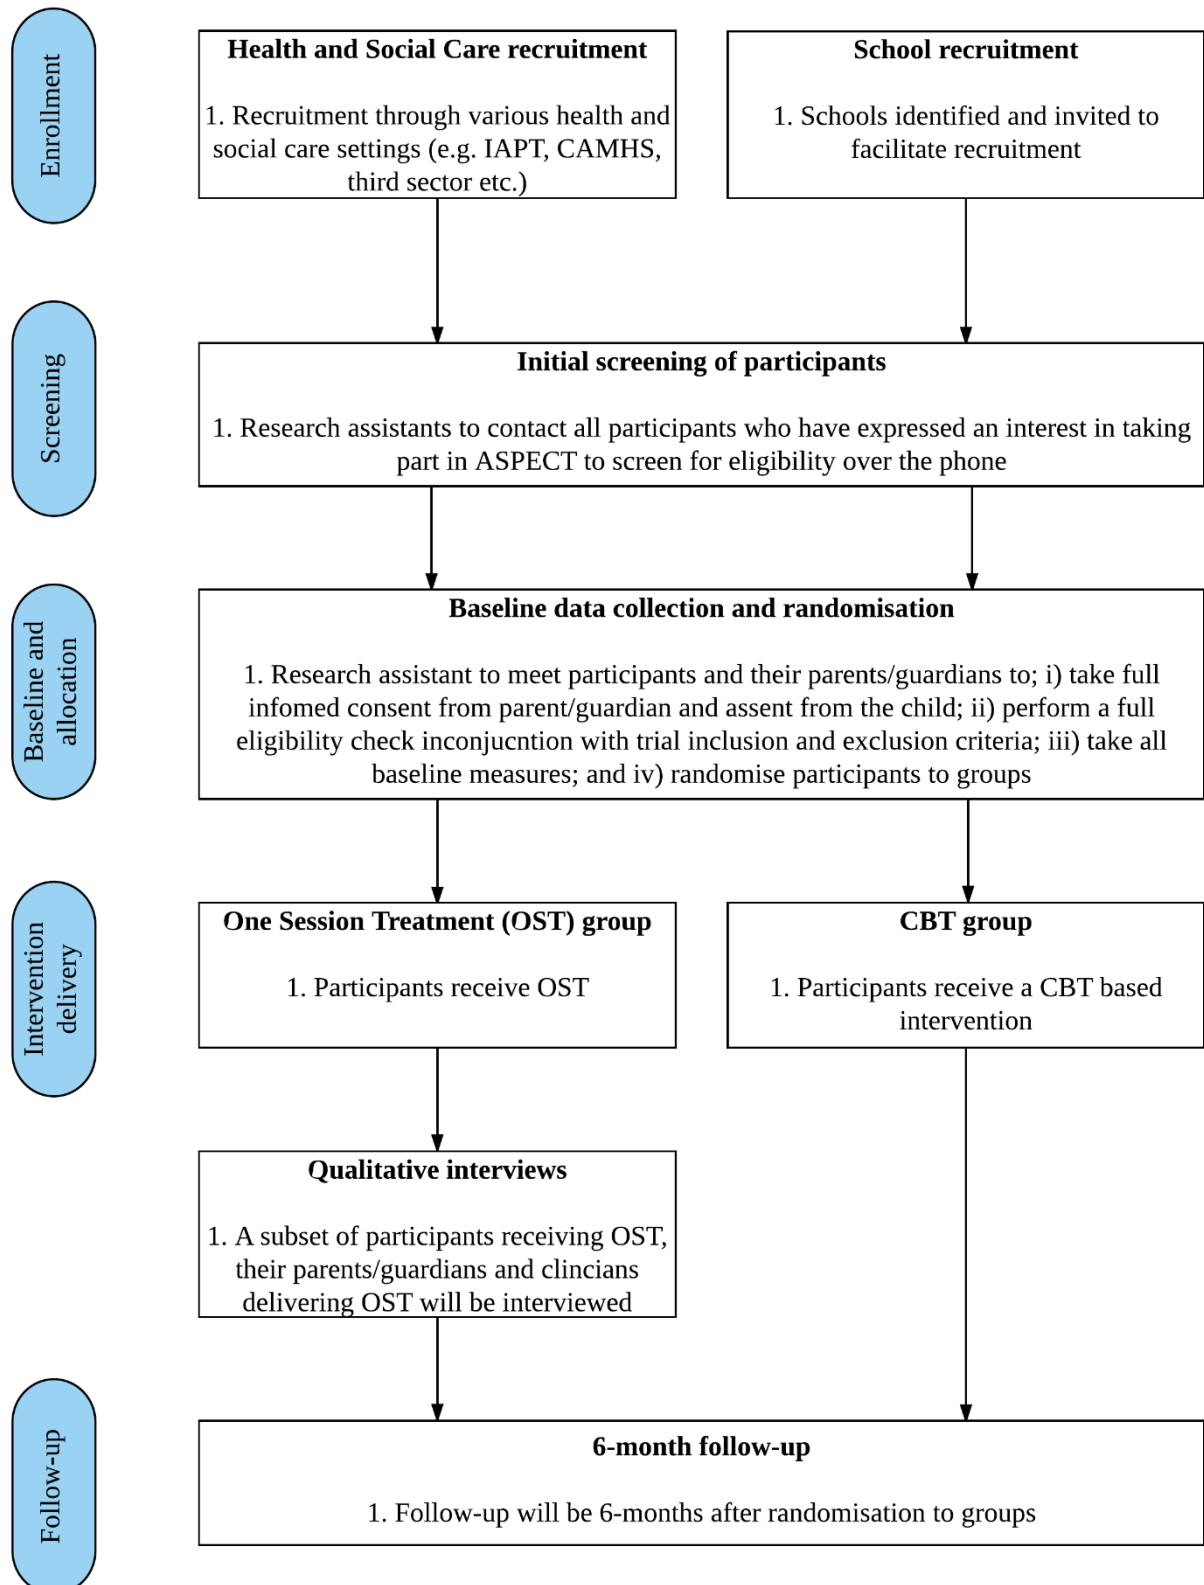 Enrollment
Health and Social Care recruitment
1. Recruitment through various health and
social care settings (e.g. IAPT, CAMHS,
third sector etc.)
School recruitment
1. Schools identified and invited to
facilitate recruitment
Screening
Initial screening of participants
1. Research assistants to contact all participants who have expressed an interest in taking
part in ASPECT to screen for eligibility over the phone
Baseline and
allocation
Baseline data collection and randomisation
1. Research assistant to meet participants and their parents/guardians to; i) take full
infomed consent from parent/guardian and assent from the child; ii) perform a full
eligibility check inconjucntion with trial inclusion and exclusion criteria; iii) take all
baseline measures; and iv) randomise participants to groups
Intervention
delivery
One Session Treatment (OST) group
1. Participants receive OST
CBT group
1. Participants receive a CBT based
intervention
Qualitative interviews
1. A subset of participants receiving OST,
their parents/guardians and clincians
delivering OST will be interviewed
Follow-up
6-month follow-up
1. Follow-up will be 6-months after randomisation to groups